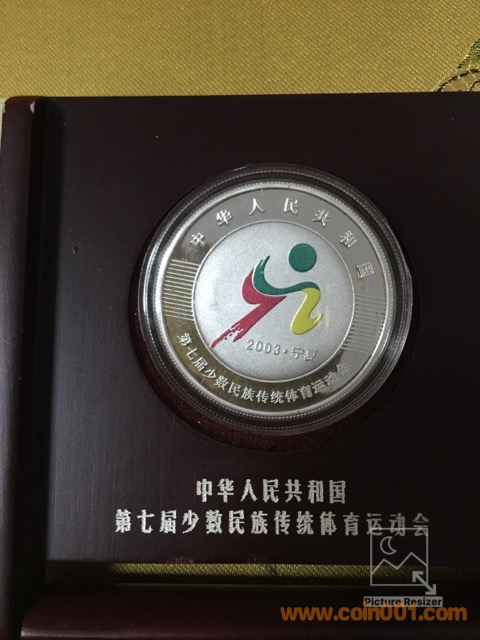 中华人民共和国
2003·宁夏
第七届少数民族传统体育运动会
中华人民共和国
第七届少数民族传统体育运动会
Picture Resizer
www.coin001.com